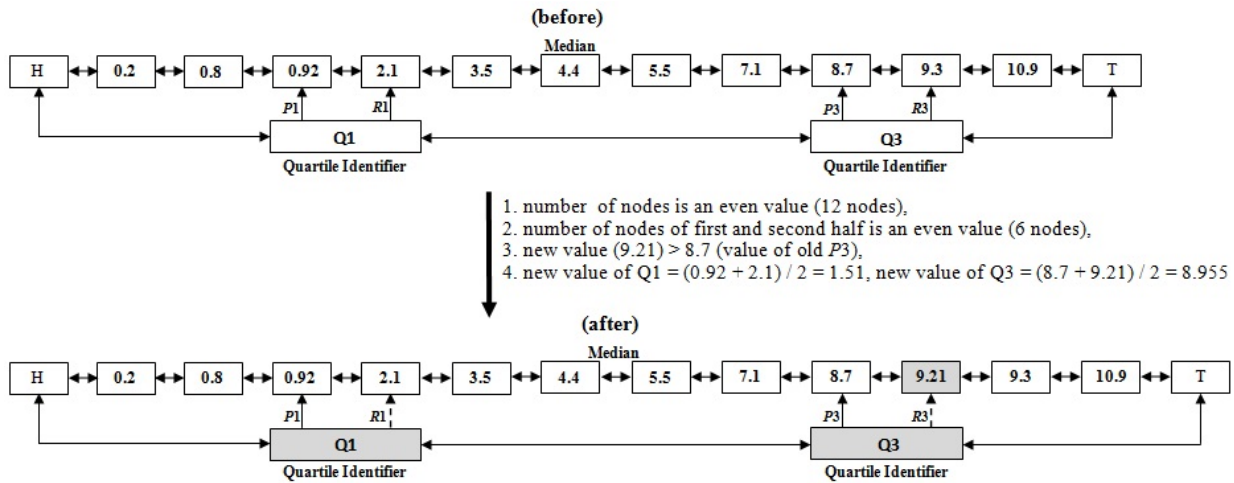 (before)
Median
H 0.2 0.8 0.92 2.1 3.5 4.4 5.5 7.1 8.7 9.3 10.9 T
P1 R1 P3 R3
Q1 Q3
Quartile Identifier Quartile Identifier
1. number of nodes is an even value (12 nodes),
2. number of nodes of first and second half is an even value (6 nodes),
3. new value (9.21) > 8.7 (value of old P3),
4. new value of Q1 = (0.92 + 2.1) / 2 = 1.51, new value of Q3 = (8.7 + 9.21) / 2 = 8.955
(after)
Median
H 0.2 0.8 0.92 2.1 3.5 4.4 5.5 7.1 8.7 9.21 9.3 10.9 T
P1 R1 P3 R3
Q1 Q3
Quartile Identifier Quartile Identifier